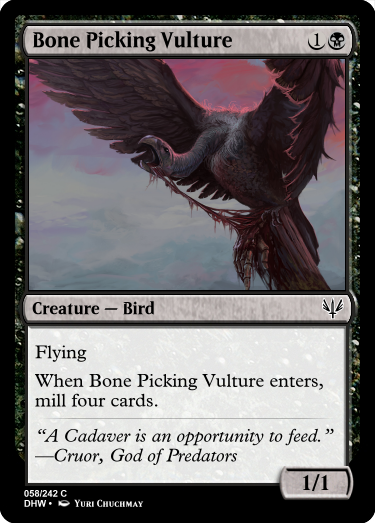 Bone Picking Vulture 1
Creature — Bird
Flying
When Bone Picking Vulture enters,
mill four cards.
“A Cadaver is an opportunity to feed.”
—Cruor, God of Predators
1/1
058/242 C
DHW • Yuri Chuchmay